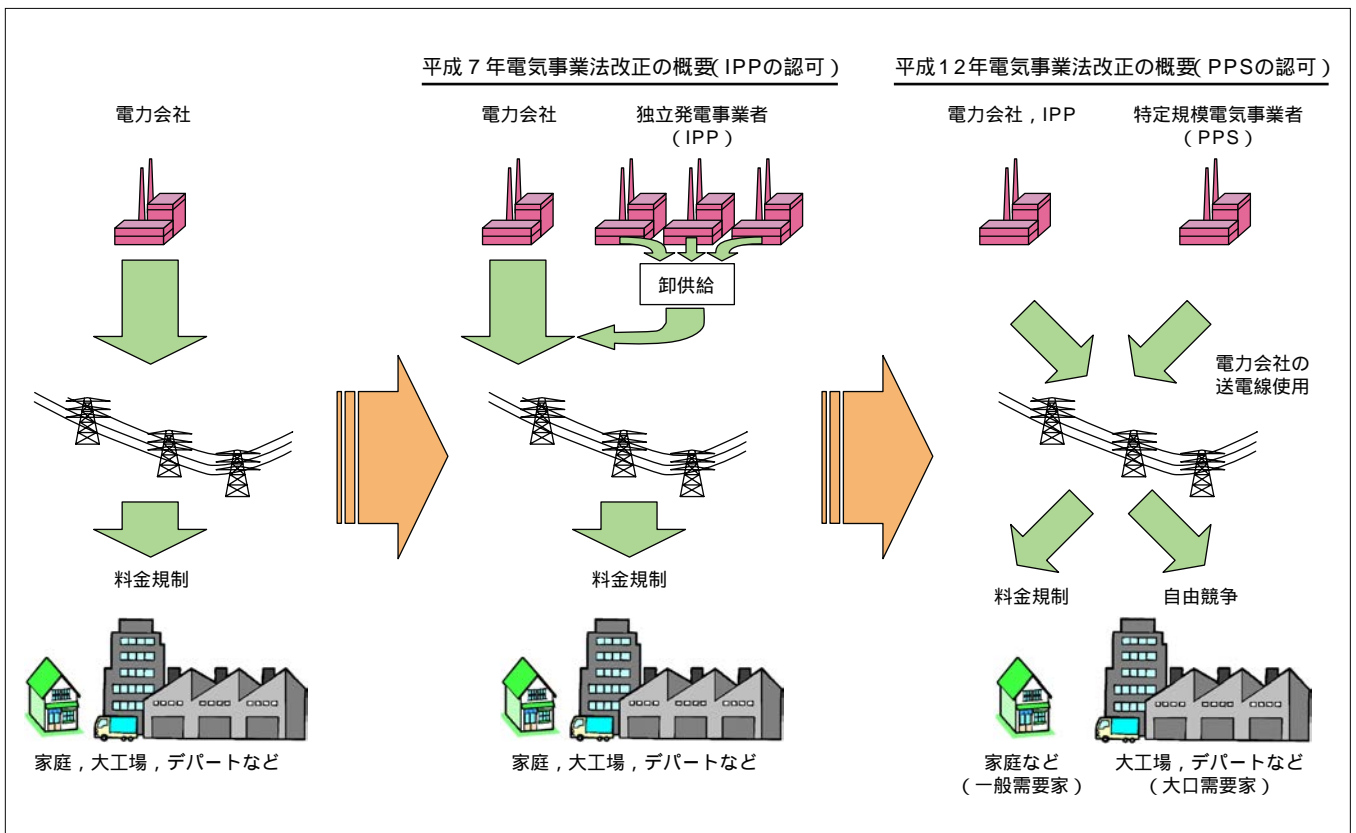 電力会社
料金規制
家庭，大工場，デパートなど
平成７年電気事業法改正の概要（IPPの認可）
電力会社
独立発電事業者
（IPP）
卸供給
料金規制
家庭，大工場，デパートなど
平成12年電気事業法改正の概要（PPSの認可）
電力会社，IPP
特定規模電気事業者
（PPS）
電力会社の
送電線使用
料金規制
自由競争
家庭など
（一般需要家）
大工場，デパートなど
（大口需要家）